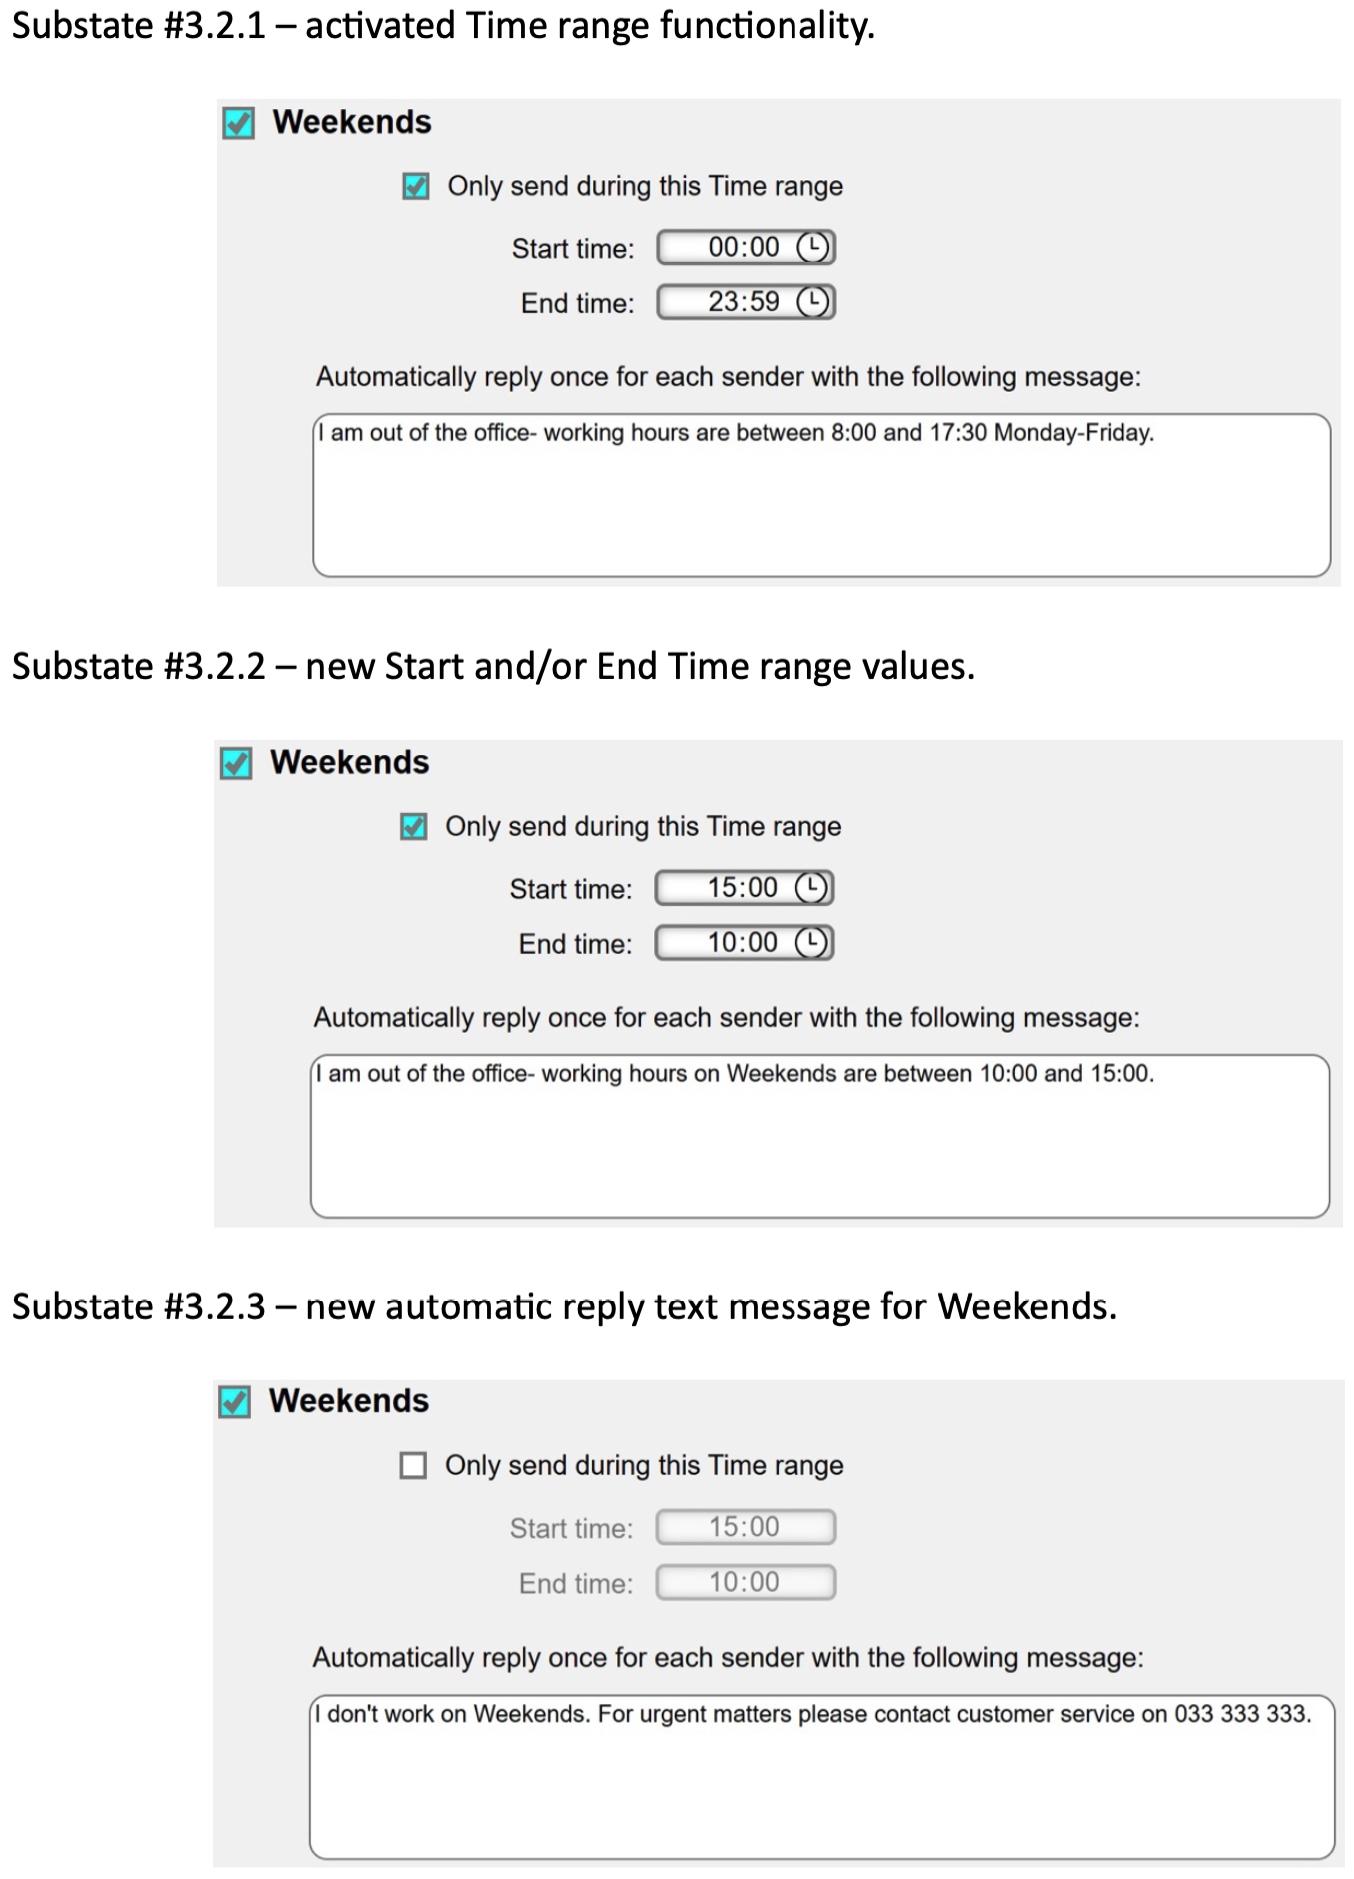 Substate #3.2.1 – activated Time range functionality.
Weekends
Only send during this Time range
Start time: 00:00
End time: 23:59
Automatically reply once for each sender with the following message:
I am out of the office- working hours are between 8:00 and 17:30 Monday-Friday.
Substate #3.2.2 – new Start and/or End Time range values.
Weekends
Only send during this Time range
Start time: 15:00
End time: 10:00
Automatically reply once for each sender with the following message:
I am out of the office- working hours on Weekends are between 10:00 and 15:00.
Substate #3.2.3 – new automatic reply text message for Weekends.
Weekends
Only send during this Time range
Start time: 15:00
End time: 10:00
Automatically reply once for each sender with the following message:
I don't work on Weekends. For urgent matters please contact customer service on 033 333 333.